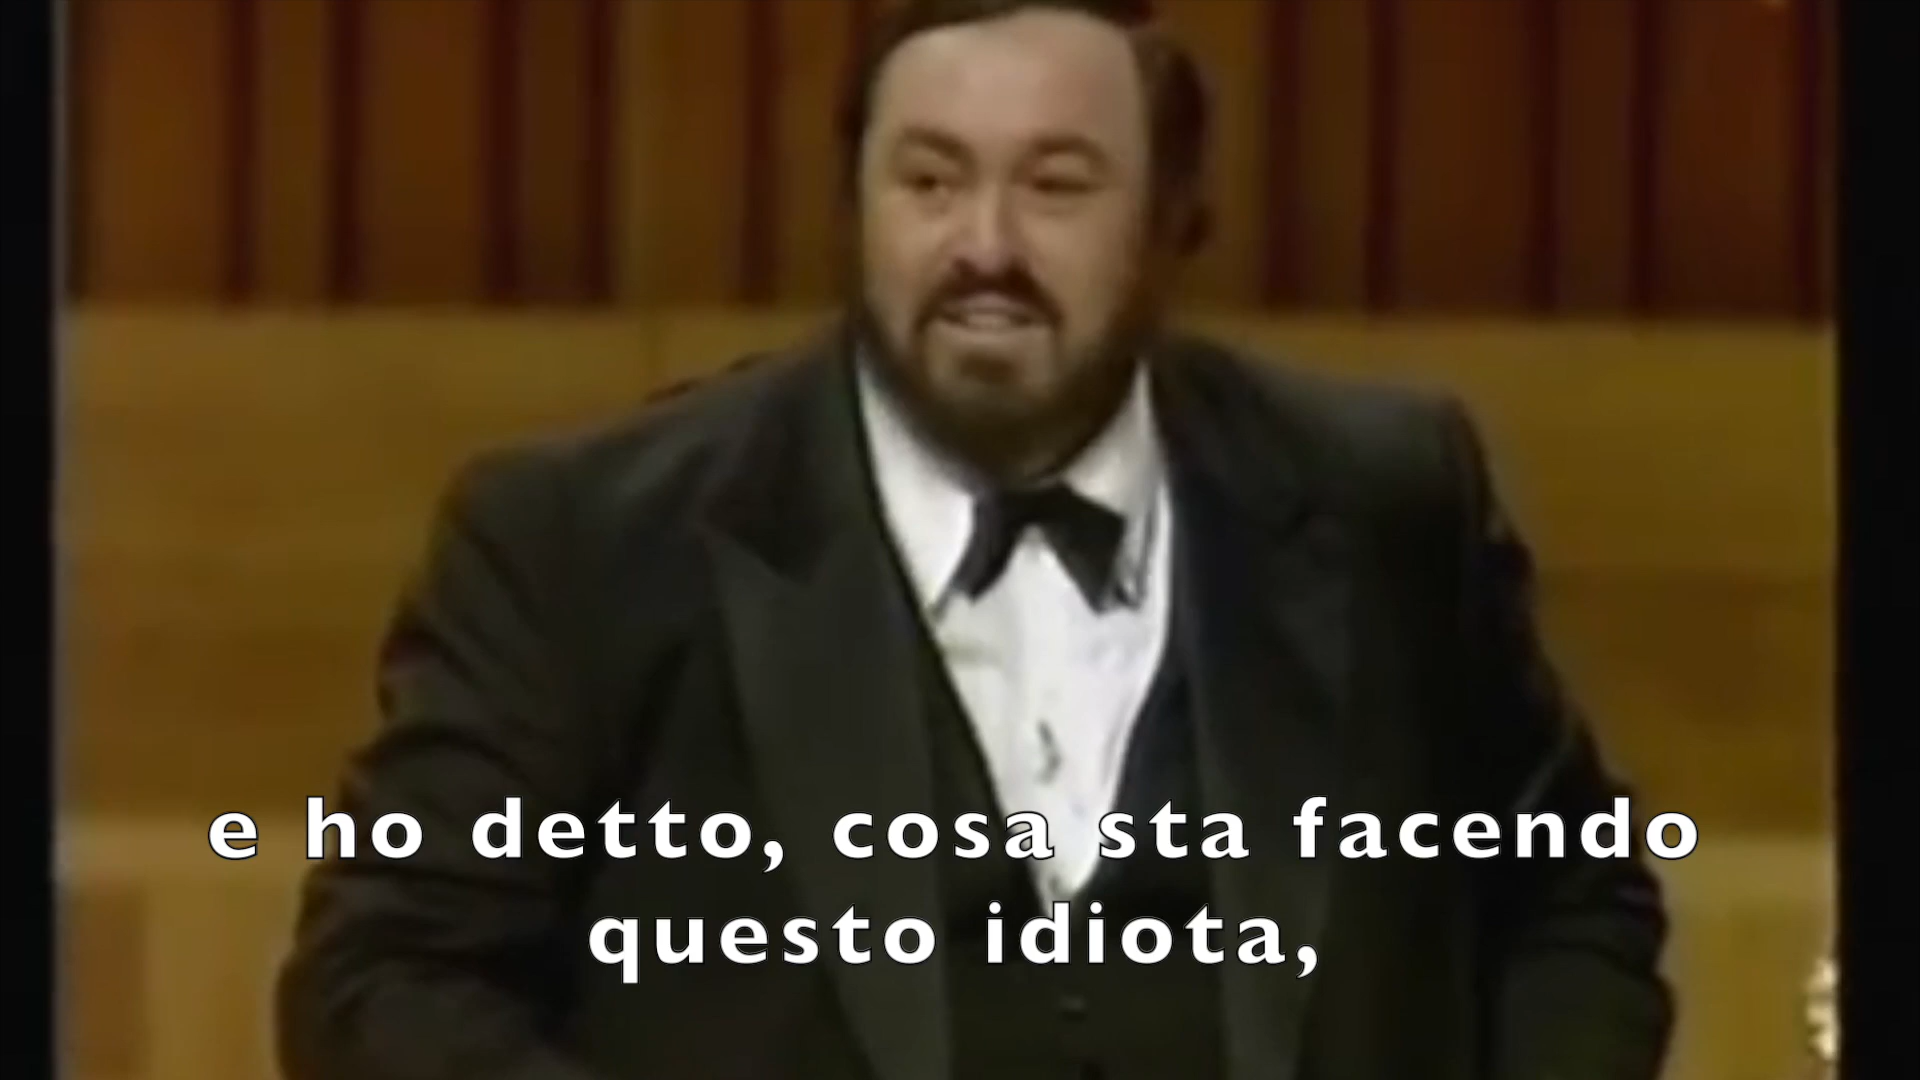 e ho detto, cosa sta facendo
questo idiota,